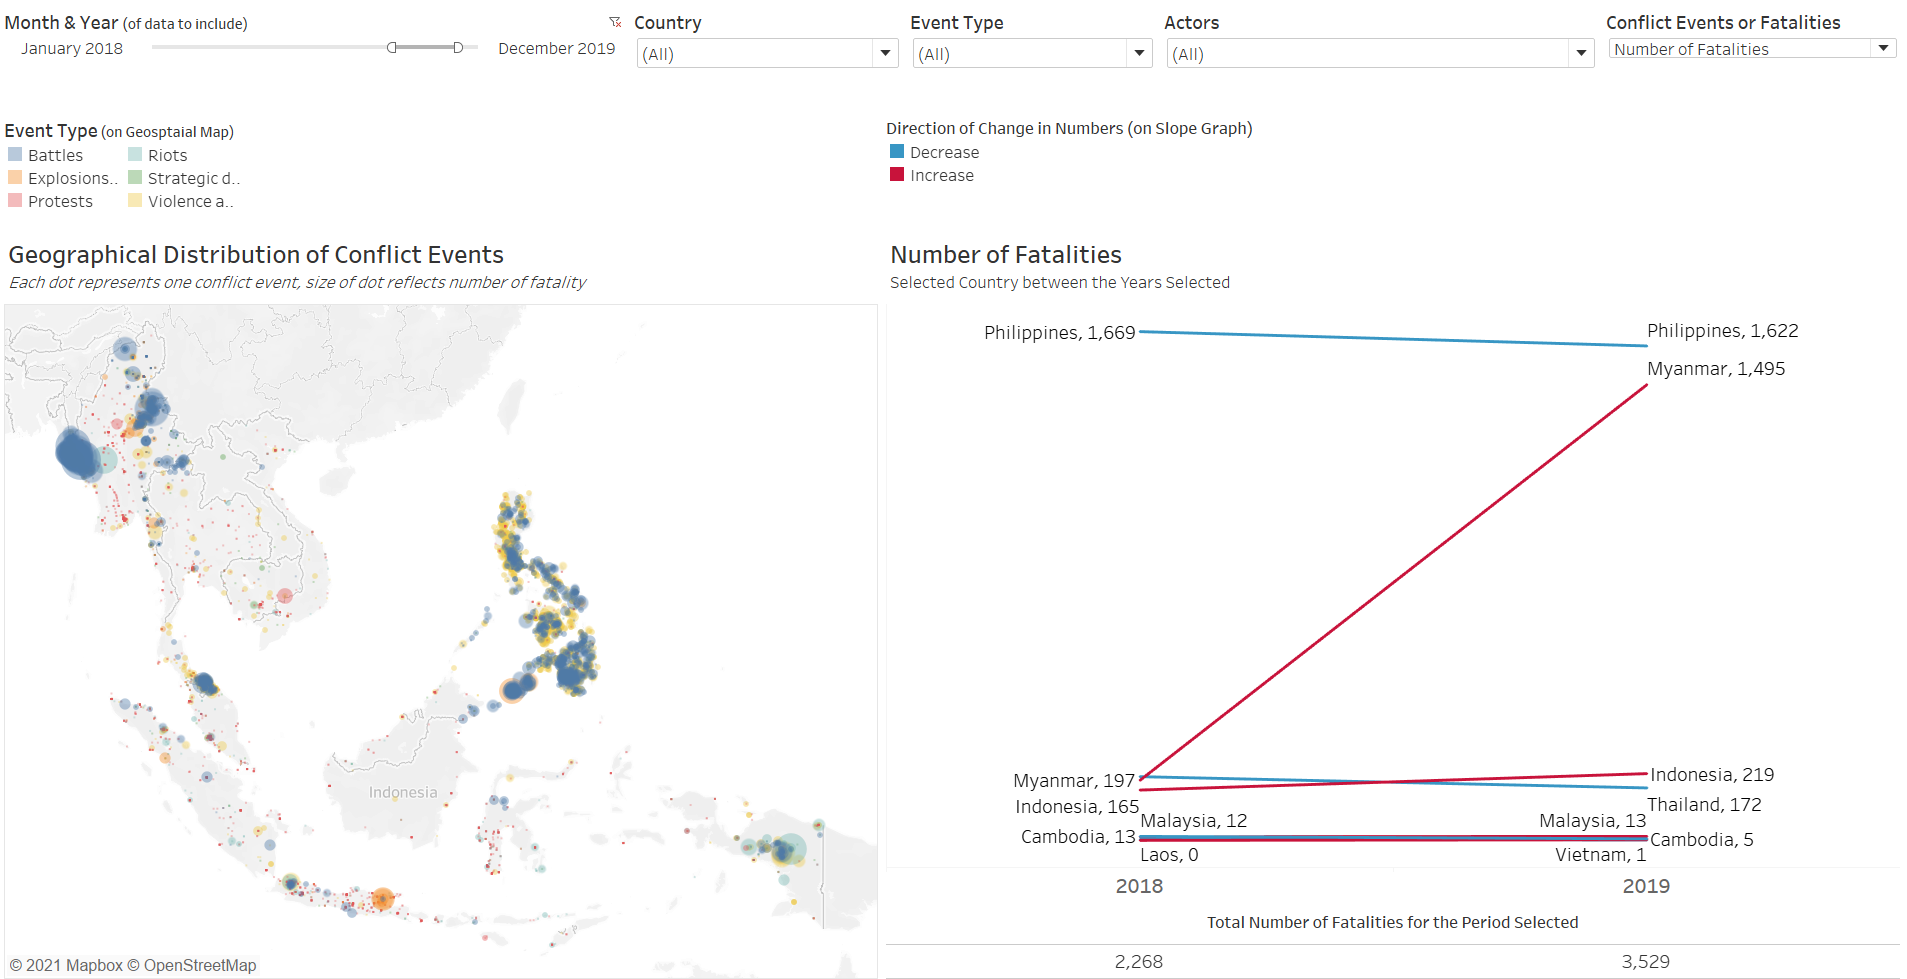 Month & Year (of data to include)
January 2018
December 2019
Country
(All)
Event Type
(All)
Actors
(All)
Conflict Events or Fatalities
Number of Fatalities
Event Type (on Geosptaial Map)
Battles
Riots
Explosions..
Strategic d..
Protests
Violence a..
Direction of Change in Numbers (on Slope Graph)
Decrease
Increase
Geographical Distribution of Conflict Events
Each dot represents one conflict event, size of dot reflects number of fatality
Indonesia
© 2021 Mapbox © OpenStreetMap
Number of Fatalities
Selected Country between the Years Selected
Philippines, 1,669
Philippines, 1,622
Myanmar, 1,495
Myanmar, 197
Indonesia, 219
Indonesia, 165
Thailand, 172
Malaysia, 12
Malaysia, 13
Cambodia, 13
Cambodia, 5
Laos, 0
Vietnam, 1
2018
2019
Total Number of Fatalities for the Period Selected
2,268
3,529